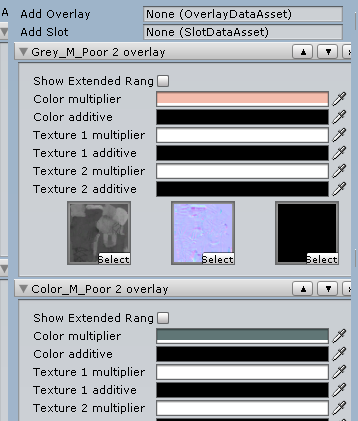 A Add Overlay None (OverlayDataAsset)
Add Slot None (SlotDataAsset)
Grey_M_Poor 2 overlay
Show Extended Rang
Color multiplier
Color additive
Texture 1 multiplier
Texture 1 additive
Texture 2 multiplier
Texture 2 additive
Select Select Select
Color_M_Poor 2 overlay
Show Extended Rang
Color multiplier
Color additive
Texture 1 multiplier
Texture 1 additive
Texture 2 multiplier